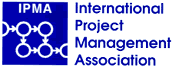 IPMA
International
Project
Management
Association